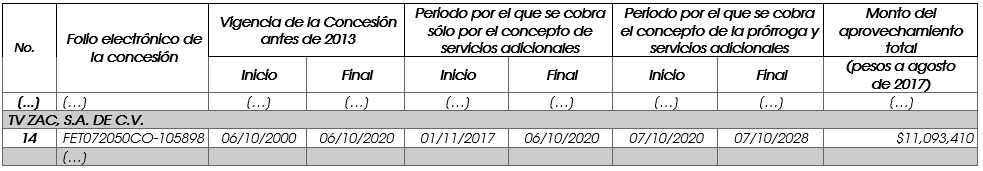 No. Folio electrónico de la concesión Vigencia de la Concesión antes de 2013 Periodo por el que se cobra sólo por el concepto de servicios adicionales Periodo por el que se cobra el concepto de la prórroga y servicios adicionales Monto del aprovechamiento total
Inicio Final Inicio Final Inicio Final (pesos a agosto de 2017)
(...) (...) (...) (...) (...) (...) (...) (...) (...)
TV ZAC, S.A. DE C.V.
14 FET072050CO-105898 06/10/2000 06/10/2020 01/11/2017 06/10/2020 07/10/2020 07/10/2028 $11,093,410
(...)